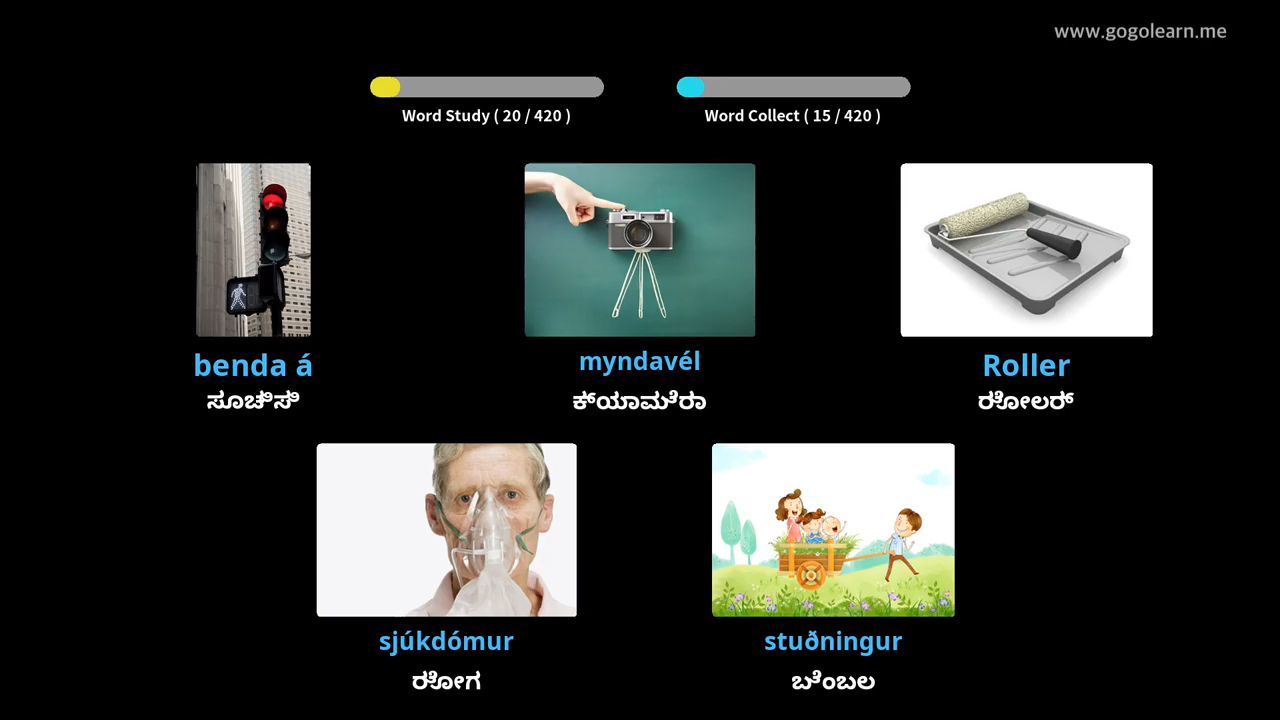 www.gogolearn.me
Word Study ( 20 / 420 )
Word Collect ( 15 / 420 )
benda á
myndavél
Roller
ಸೂಚಿಸಿ
ಕ್ಯಾಮೆರಾ
ರೋಲರ್
sjúkdómur
stuðningur
ರೋಗ
ಬೆಂಬಲ